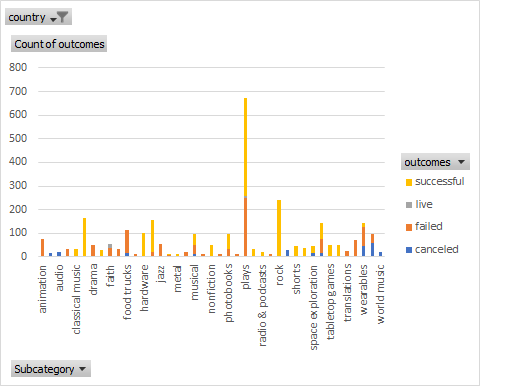 country
Count of outcomes
800
700
600
500
400
300
200
100
0
outcomes
successful
live
failed
canceled
animation
audio
classical music
drama
faith
food trucks
hardware
jazz
metal
musical
nonfiction
photobooks
plays
radio & podcasts
rock
shorts
space exploration
tabletop games
translations
wearables
world music
Subcategory